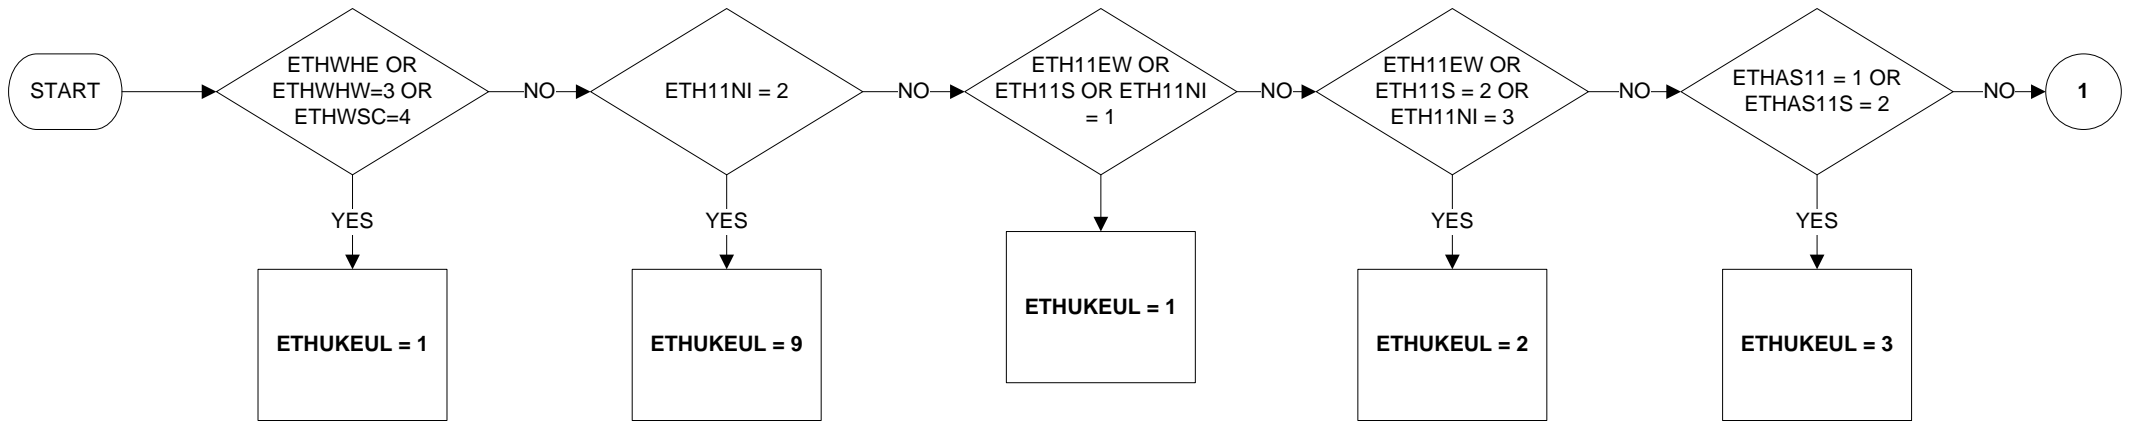 START
ETHWHE OR
ETHWHW=3 OR
ETHWSC=4
NO
ETH11NI = 2
NO
ETH11EW OR
ETH11S OR ETH11NI
= 1
NO
ETH11EW OR
ETH11S = 2 OR
ETH11NI = 3
NO
ETHAS11 = 1 OR
ETHAS11S = 2
NO
1
YES
YES
YES
YES
ETHUKEUL = 1
ETHUKEUL = 9
ETHUKEUL = 1
ETHUKEUL = 2
ETHUKEUL = 3